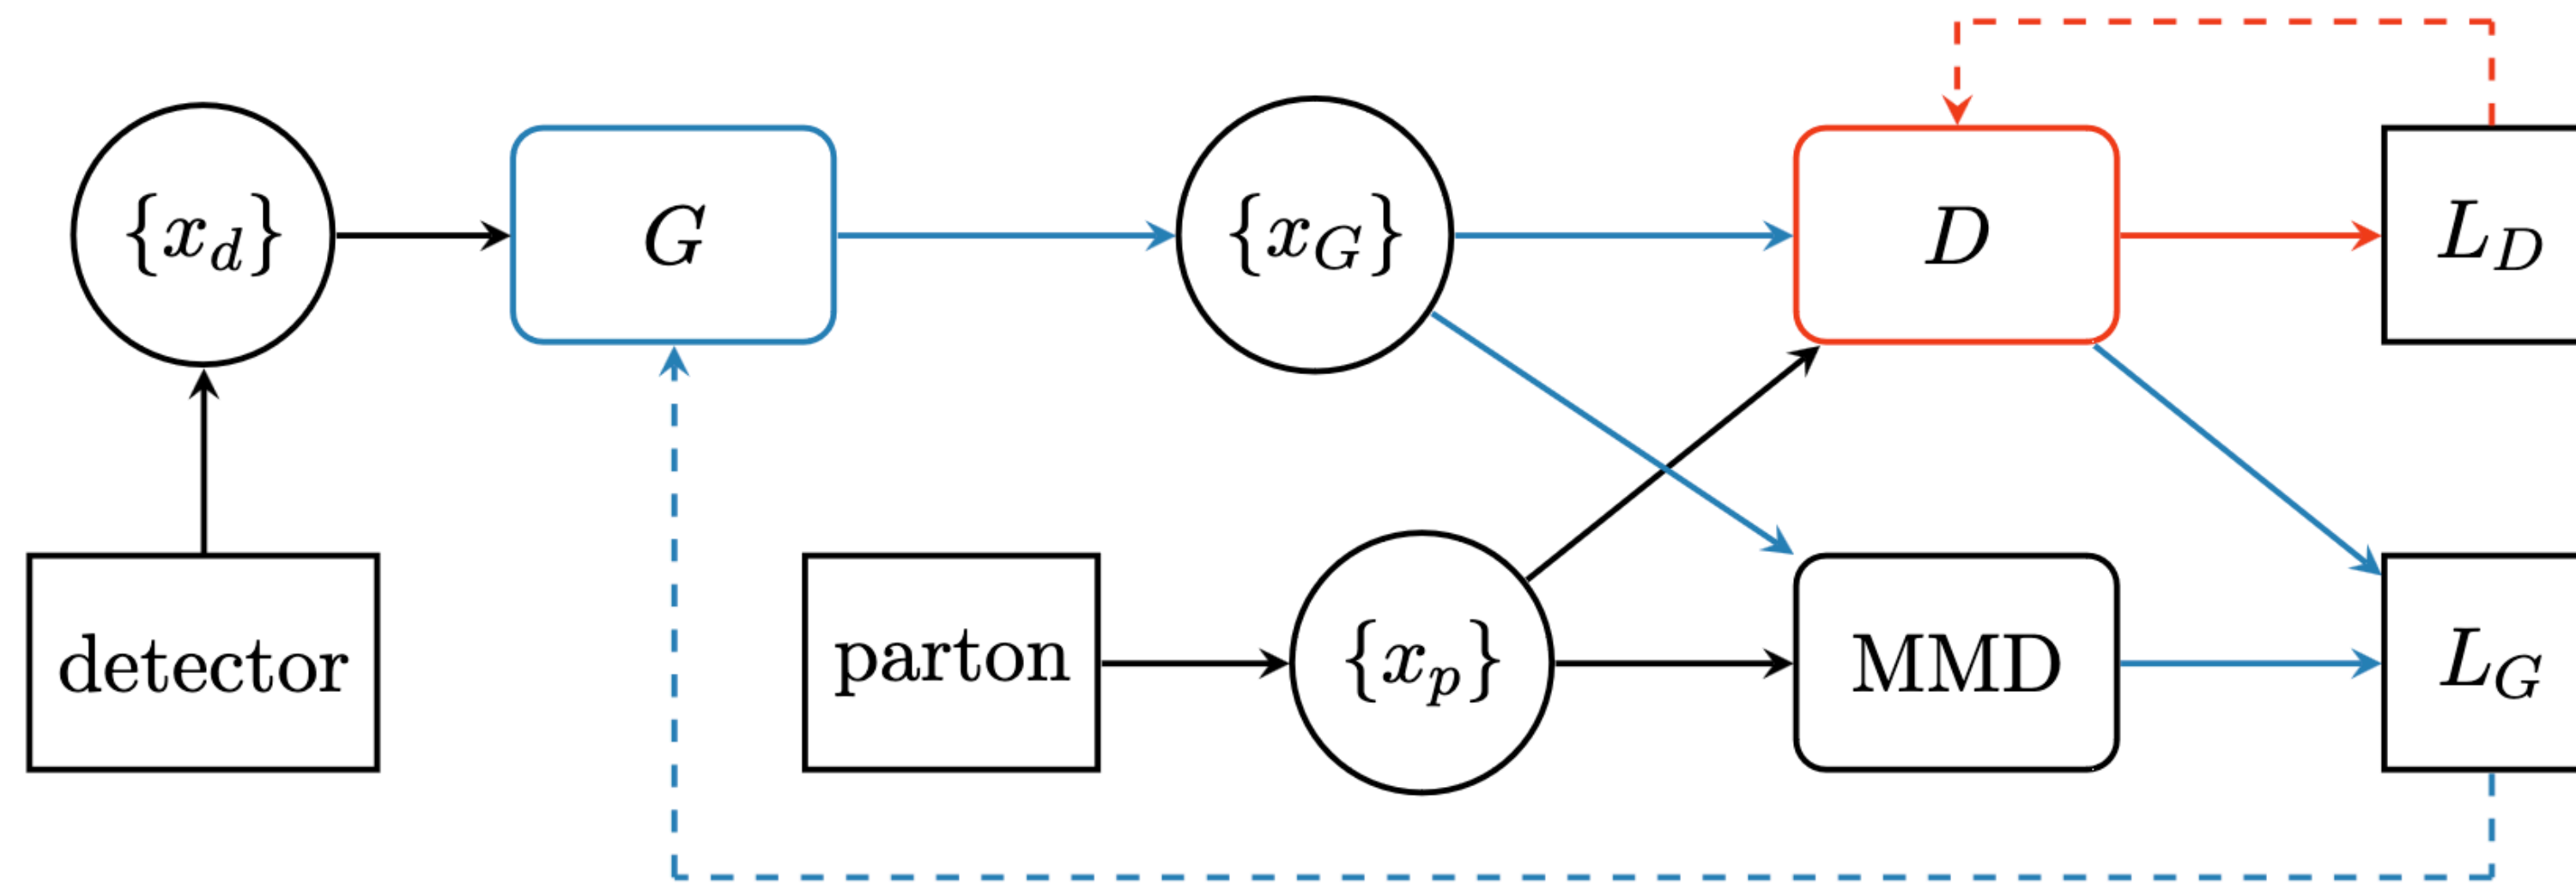 {x_d}
G
{x_G}
D
L_D
detector
parton
{x_p}
MMD
L_G